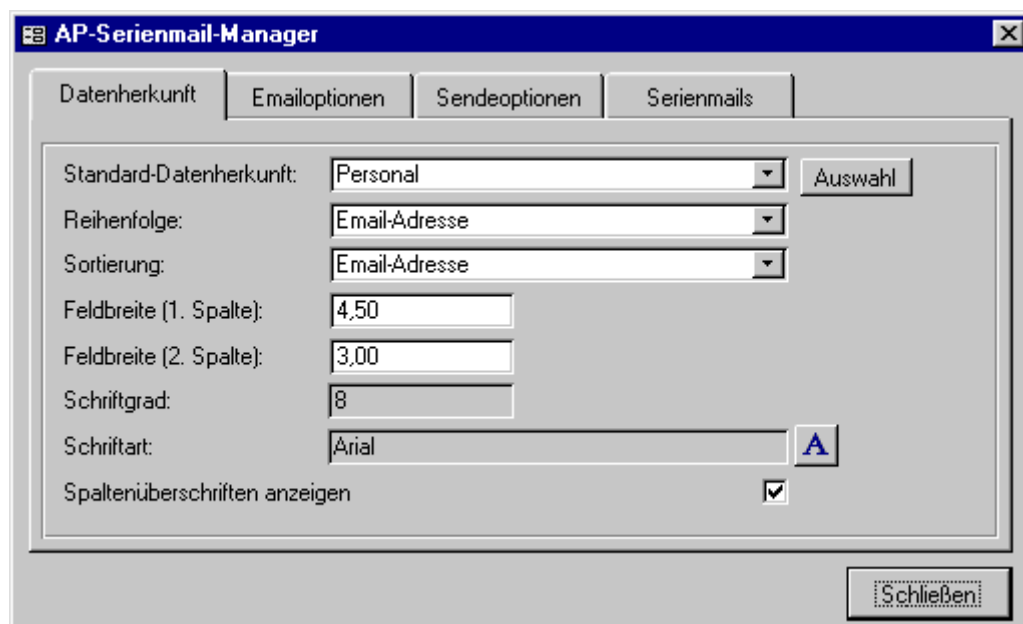 AP-Serienmail-Manager
Datenherkunft Emailoptionen Sendeoptionen Serienmails
Standard-Datenherkunft: Personal Auswahl
Reihenfolge: Email-Adresse
Sortierung: Email-Adresse
Feldbreite (1. Spalte): 4,50
Feldbreite (2. Spalte): 3,00
Schriftgrad: 8
Schriftart: Arial A
Spaltenüberschriften anzeigen
Schließen